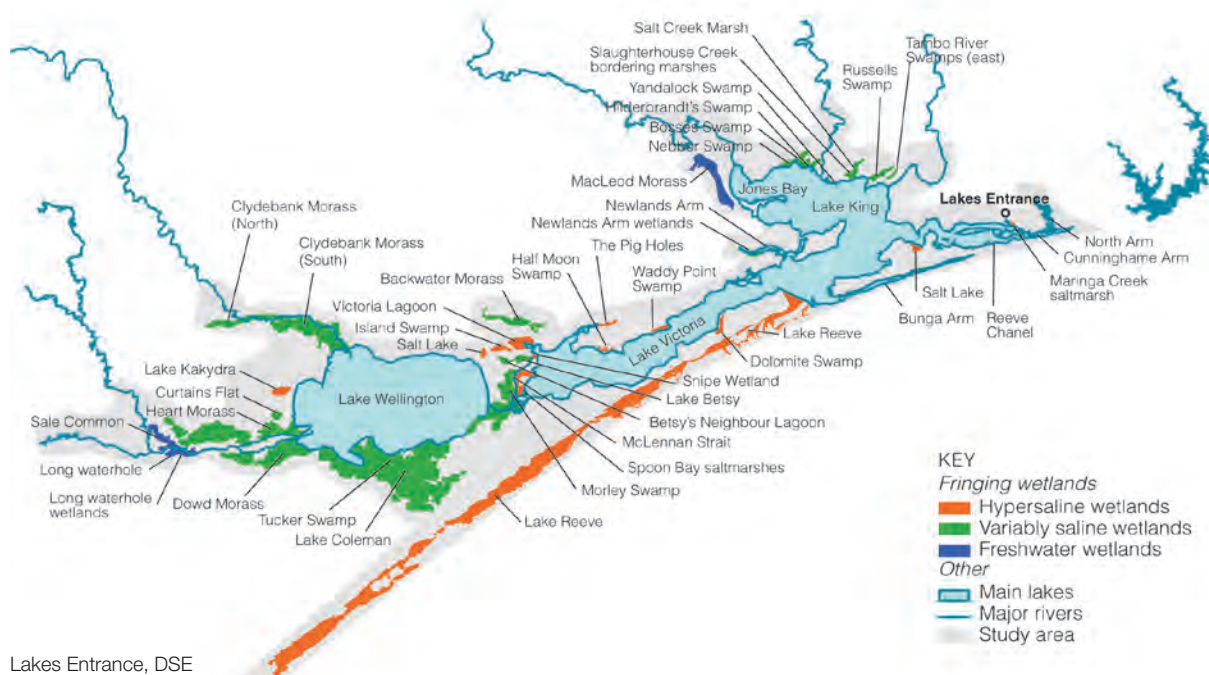 Salt Creek Marsh
Slaughterhouse Creek
bordering marshes
Yandalock Swamp
Hilderbrandt's Swamp
Bosses Swamp
Nebbor Swamp
MacLeod Morass
Tambo River
Swamps (east)
Russells
Swamp
Jones Bay
Lake King
Newlands Arm
Newlands Arm wetlands
The Pig Holes
Half Moon
Swamp
Waddy Point
Swamp
Lakes Entrance
North Arm
Cunninghame Arm
Maringa Creek
saltmarsh
Salt Lake
Bunga Arm
Reeve
Chanel
Clydebank Morass
(North)
Clydebank Morass
(South)
Backwater Morass
Victoria Lagoon
Island Swamp
Salt Lake
Lake Victoria
Lake Reeve
Dolomite Swamp
Snipe Wetland
Lake Betsy
Betsy's Neighbour Lagoon
McLennan Strait
Spoon Bay saltmarshes
Morley Swamp
Lake Kakydra
Curtains Flat
Heart Morass
Sale Common
Lake Wellington
Long waterhole
Long waterhole
wetlands
Dowd Morass
Tucker Swamp
Lake Coleman
Lake Reeve
KEY
Fringing wetlands
Hypersaline wetlands
Variably saline wetlands
Freshwater wetlands
Other
Main lakes
Major rivers
Study area
Lakes Entrance, DSE